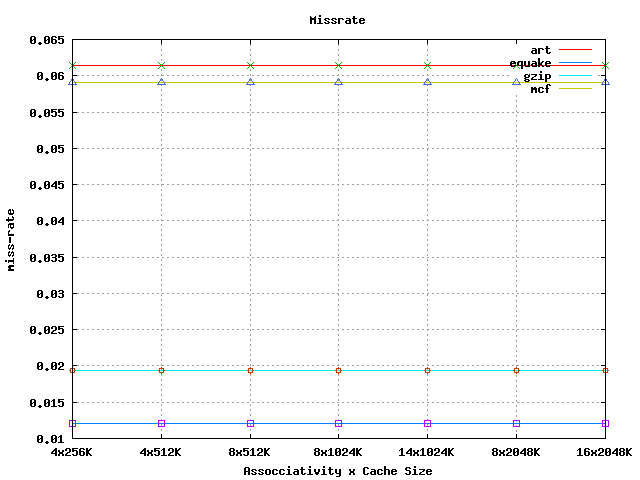 Missrate
0.065
0.06
0.055
0.05
0.045
0.04
0.035
0.03
0.025
0.02
0.015
0.01
miss-rate
art
equake
gzip
mcf
4x256K 4x512K 8x512K 8x1024K 14x1024K 8x2048K 16x2048K
Assocciativity x Cache Size